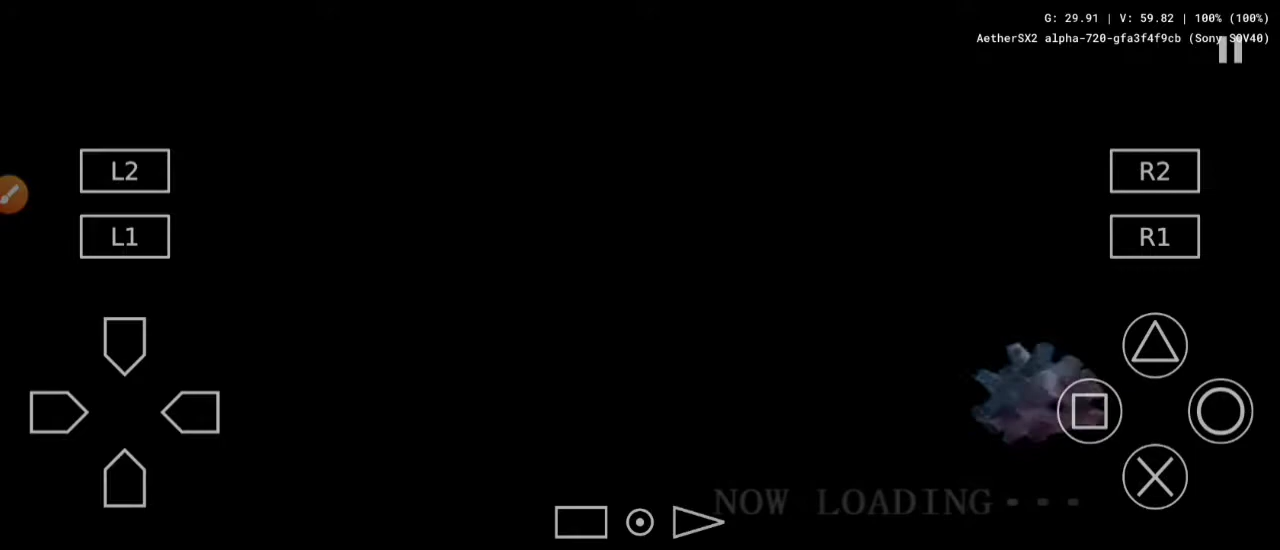 G: 29.91 | V: 59.82 | 100% (100%)
AetherSX2 alpha-720-gfa3f4f9cb (Sony SOV40)
L2
R2
L1
R1
NOW LOADING···